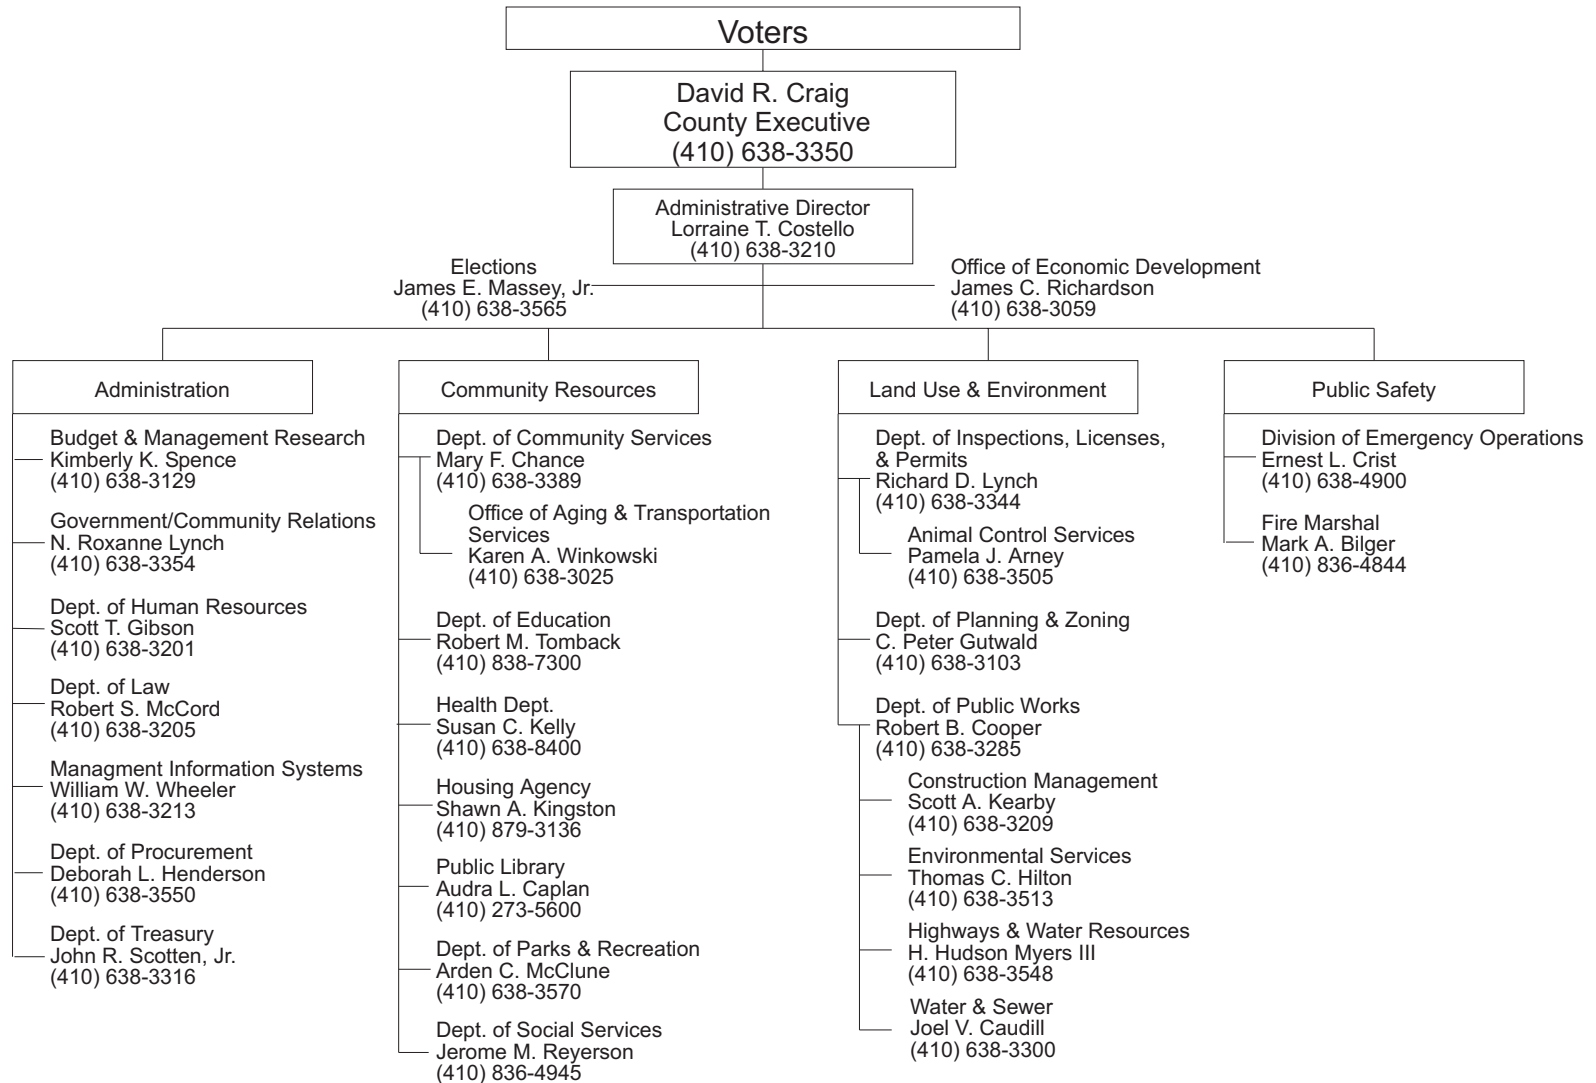 Voters
David R. Craig
County Executive
(410) 638-3350
Administrative Director
Lorraine T. Costello
(410) 638-3210
Elections
James E. Massey, Jr.
(410) 638-3565
Office of Economic Development
James C. Richardson
(410) 638-3059
Administration
Budget & Management Research
Kimberly K. Spence
(410) 638-3129
Government/Community Relations
N. Roxanne Lynch
(410) 638-3354
Dept. of Human Resources
Scott T. Gibson
(410) 638-3201
Dept. of Law
Robert S. McCord
(410) 638-3205
Managment Information Systems
William W. Wheeler
(410) 638-3213
Dept. of Procurement
Deborah L. Henderson
(410) 638-3550
Dept. of Treasury
John R. Scotten, Jr.
(410) 638-3316
Community Resources
Dept. of Community Services
Mary F. Chance
(410) 638-3389
Office of Aging & Transportation
Services
Karen A. Winkowski
(410) 638-3025
Dept. of Education
Robert M. Tomback
(410) 838-7300
Health Dept.
Susan C. Kelly
(410) 638-8400
Housing Agency
Shawn A. Kingston
(410) 879-3136
Public Library
Audra L. Caplan
(410) 273-5600
Dept. of Parks & Recreation
Arden C. McClune
(410) 638-3570
Dept. of Social Services
Jerome M. Reyerson
(410) 836-4945
Land Use & Environment
Dept. of Inspections, Licenses,
& Permits
Richard D. Lynch
(410) 638-3344
Animal Control Services
Pamela J. Arney
(410) 638-3505
Dept. of Planning & Zoning
C. Peter Gutwald
(410) 638-3103
Dept. of Public Works
Robert B. Cooper
(410) 638-3285
Construction Management
Scott A. Kearby
(410) 638-3209
Environmental Services
Thomas C. Hilton
(410) 638-3513
Highways & Water Resources
H. Hudson Myers III
(410) 638-3548
Water & Sewer
Joel V. Caudill
(410) 638-3300
Public Safety
Division of Emergency Operations
Ernest L. Crist
(410) 638-4900
Fire Marshal
Mark A. Bilger
(410) 836-4844